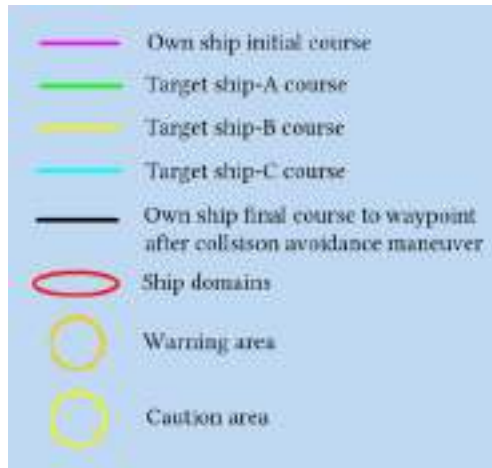 Own ship initial course
Target ship-A course
Target ship-B course
Target ship-C course
Own ship final course to waypoint
after collsison avoidance maneuver
Ship domains
Warning area
Caution area